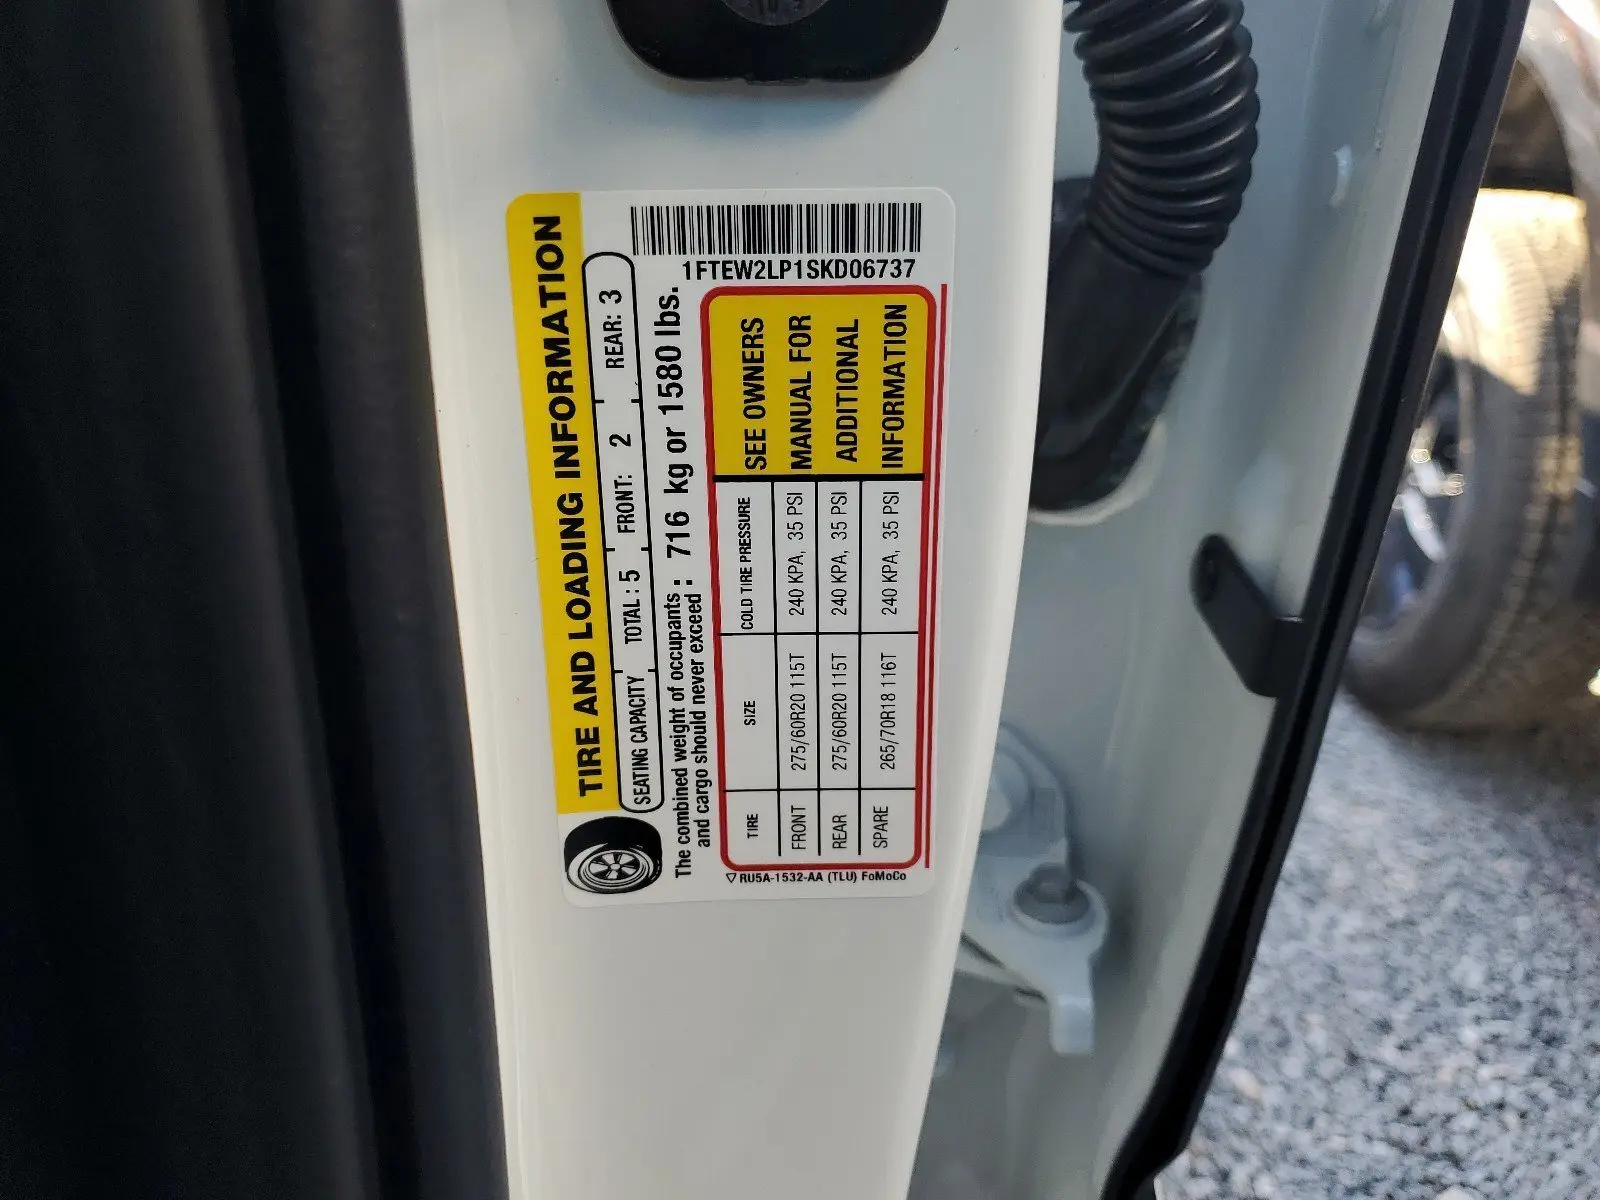 1FTEW2LP1SKD06737
TIRE AND LOADING INFORMATION
SEATING CAPACITY TOTAL : 5 FRONT: 2 REAR: 3
The combined weight of occupants and cargo should never exceed : 716 kg or 1580 lbs.
TIRE SIZE COLD TIRE PRESSURE
FRONT 275/60R20 115T 240 KPA, 35 PSI
REAR 275/60R20 115T 240 KPA, 35 PSI
SPARE 265/70R18 116T 240 KPA, 35 PSI
SEE OWNERS
MANUAL FOR
ADDITIONAL
INFORMATION
RU5A-1532-AA (TLU) FoMoCo